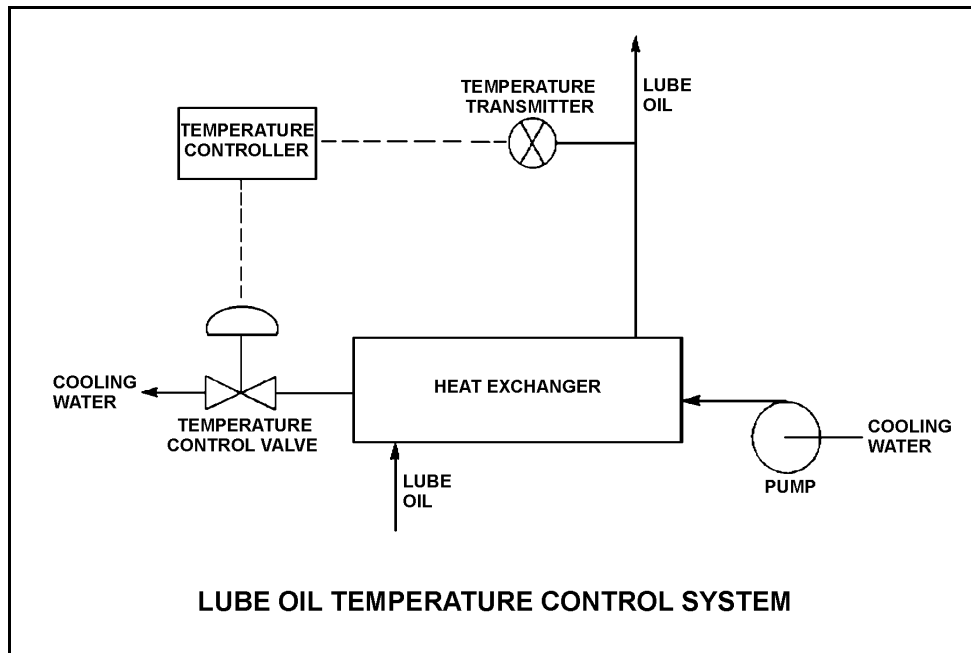 TEMPERATURE
TRANSMITTER
LUBE
OIL
TEMPERATURE
CONTROLLER
COOLING
WATER
TEMPERATURE
CONTROL VALVE
HEAT EXCHANGER
LUBE
OIL
PUMP
COOLING
WATER
LUBE OIL TEMPERATURE CONTROL SYSTEM